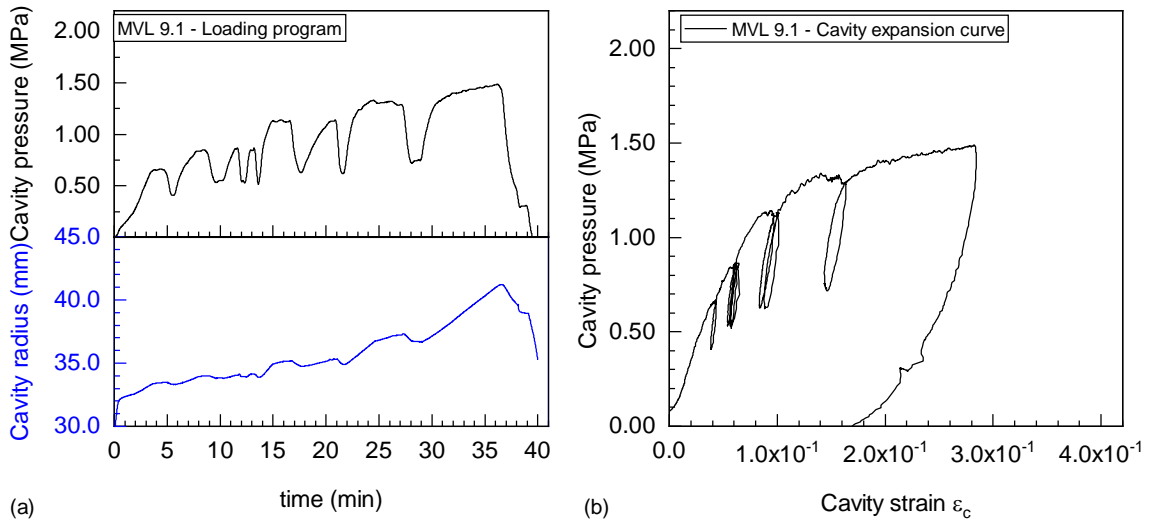 MVL 9.1 - Loading program
Cavity pressure (MPa)
2.00
1.50
1.00
0.50
Cavity radius (mm)
45.0
40.0
35.0
30.0
0 5 10 15 20 25 30 35 40
time (min)
(a)
MVL 9.1 - Cavity expansion curve
Cavity pressure (MPa)
2.00
1.50
1.00
0.50
0.00
0.0 1.0x10⁻¹ 2.0x10⁻¹ 3.0x10⁻¹ 4.0x10⁻¹
Cavity strain ε_c
(b)